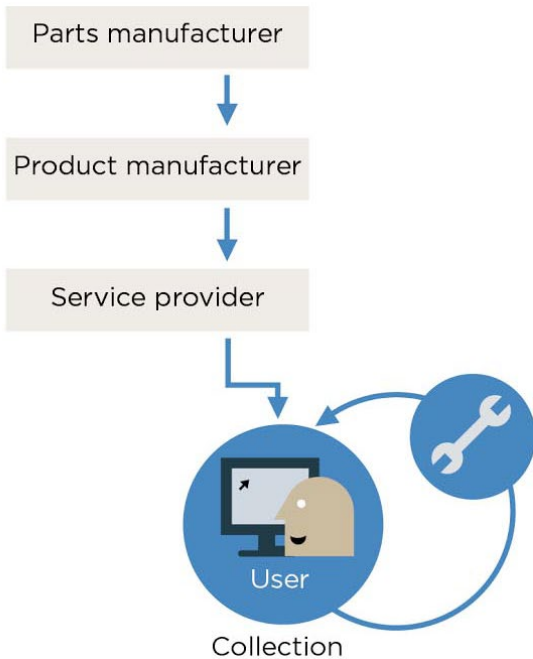 Parts manufacturer
Product manufacturer
Service provider
User
Collection